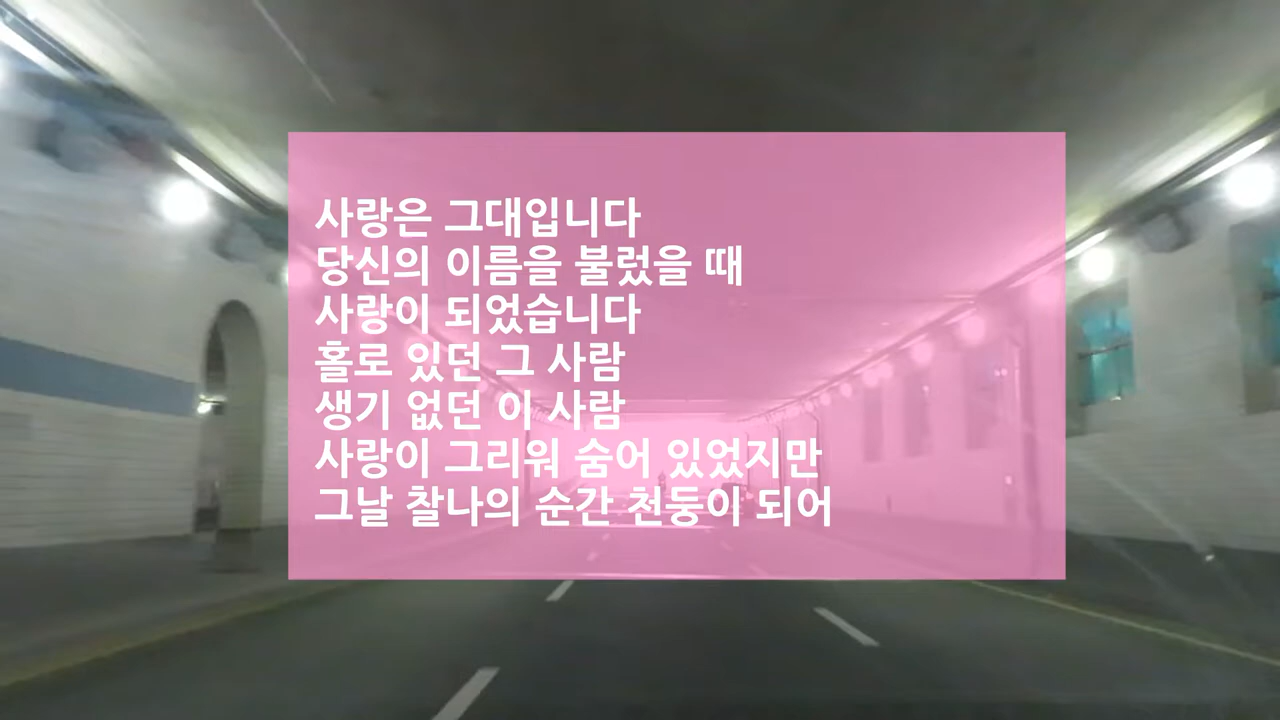 사랑은 그대입니다
당신의 이름을 불렀을 때
사랑이 되었습니다
홀로 있던 그 사람
생기 없던 이 사람
사랑이 그리워 숨어 있었지만
그날 찰나의 순간 천둥이 되어